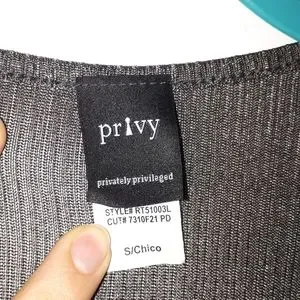 privy
privately privileged
STYLE# RT51003L
CUT# 7310F21 PD
S/Chico